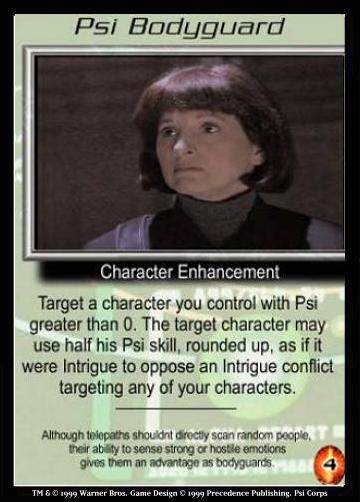 Psi Bodyguard
Character Enhancement
Target a character you control with Psi
greater than 0. The target character may
use half his Psi skill, rounded up, as if it
were Intrigue to oppose an Intrigue conflict
targeting any of your characters.
Although telepaths shouldnt directly scan random people,
their ability to sense strong or hostile emotions
gives them an advantage as bodyguards.
4
TM & © 1999 Warner Bros. Game Design © 1999 Precedence Publishing. Psi Corps